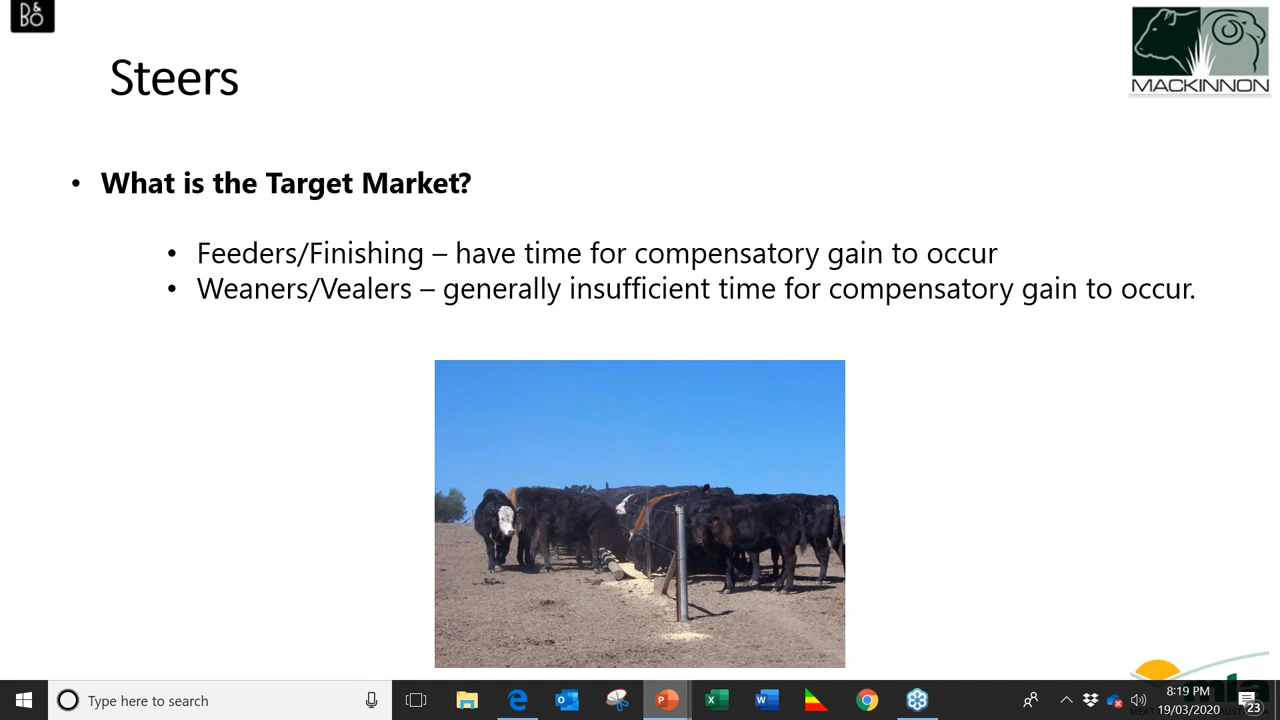 B&O
Steers
MACKINNON
• What is the Target Market?
• Feeders/Finishing – have time for compensatory gain to occur
• Weaners/Vealers – generally insufficient time for compensatory gain to occur.
mla
Type here to search
8:19 PM
19/03/2020
23